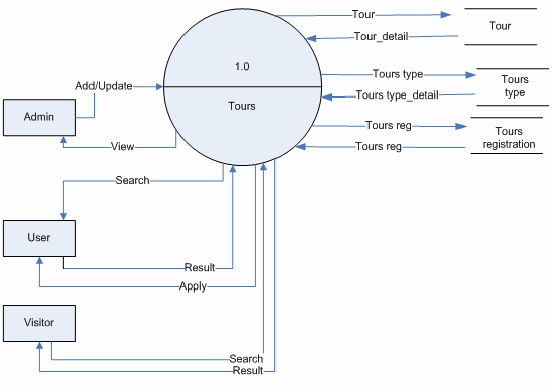 Tour
Tour
Tour_detail
1.0
Tours type
Tours
type
Add/Update
Tours type_detail
Tours
Admin
Tours reg
Tours
registration
View
Tours reg
Search
User
Result
Apply
Visitor
Search
Result